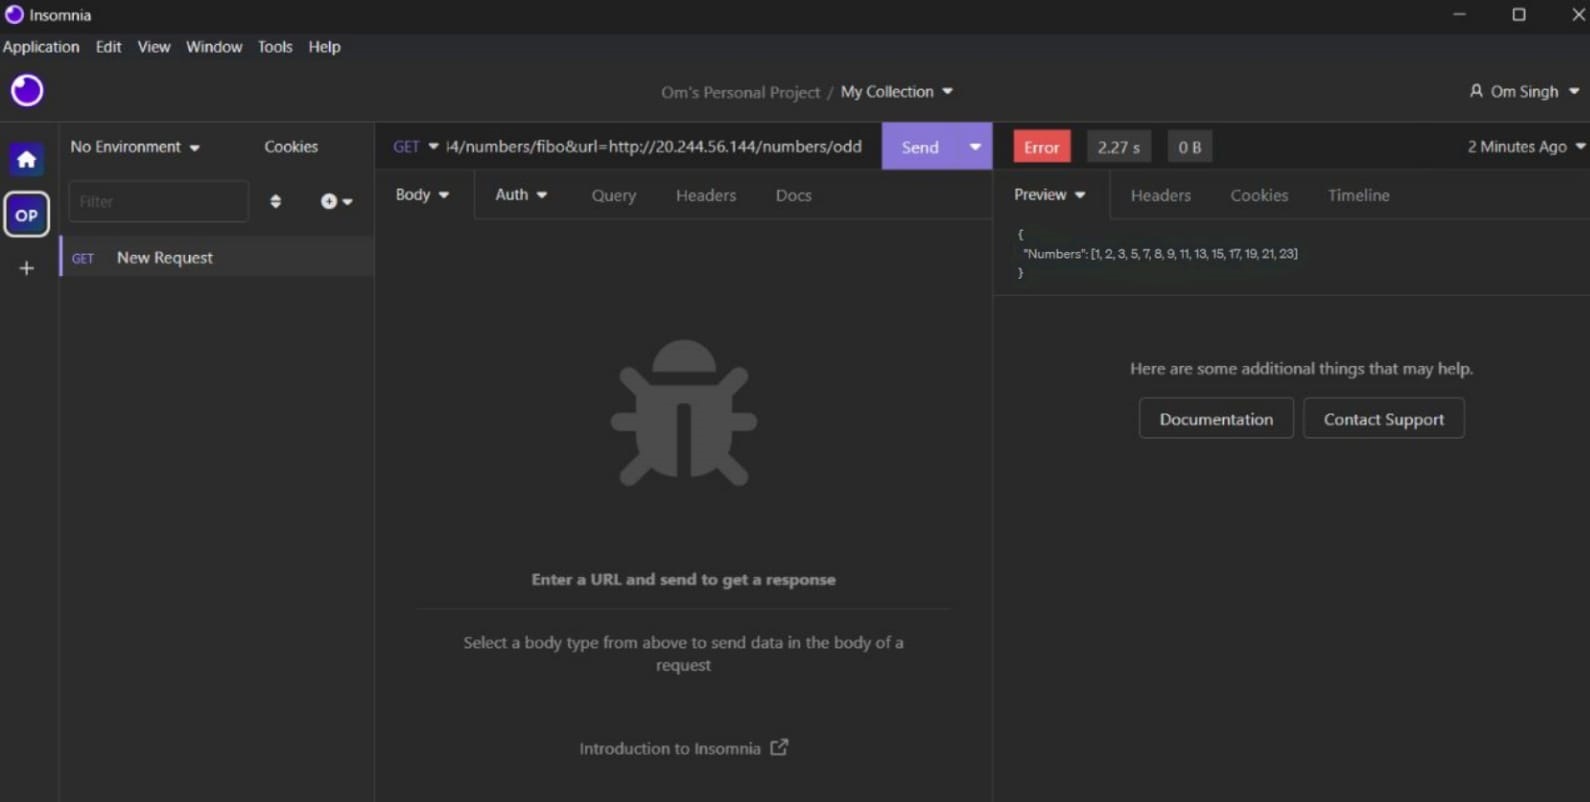 Insomnia
Application Edit View Window Tools Help
Om's Personal Project / My Collection
Om Singh
No Environment Cookies
GET !4/numbers/fibo&url=http://20.244.56.144/numbers/odd Send
Error 2.27 s 0 B 2 Minutes Ago
Filter
OP
Body Auth Query Headers Docs
Preview Headers Cookies Timeline
GET New Request
{
"Numbers": [1, 2, 3, 5, 7, 8, 9, 11, 13, 15, 17, 19, 21, 23]
}
Here are some additional things that may help.
Documentation Contact Support
Enter a URL and send to get a response
Select a body type from above to send data in the body of a
request
Introduction to Insomnia